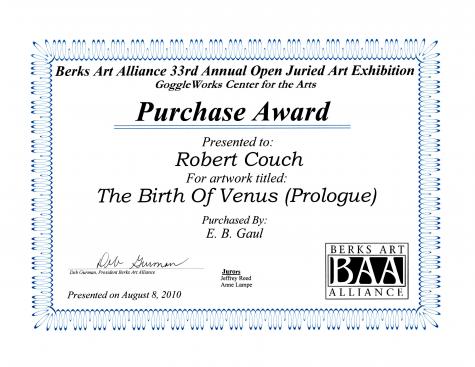 Berks Art Alliance 33rd Annual Open Juried Art Exhibition
GoggleWorks Center for the Arts
Purchase Award
Presented to:
Robert Couch
For artwork titled:
The Birth Of Venus (Prologue)
Purchased By:
E. B. Gaul
Deb Gurman
Deb Gurman, President Berks Art Alliance
Jurors
Jeffrey Reed
Anne Lampe
Presented on August 8, 2010
BERKS ART
BAA
ALLIANCE